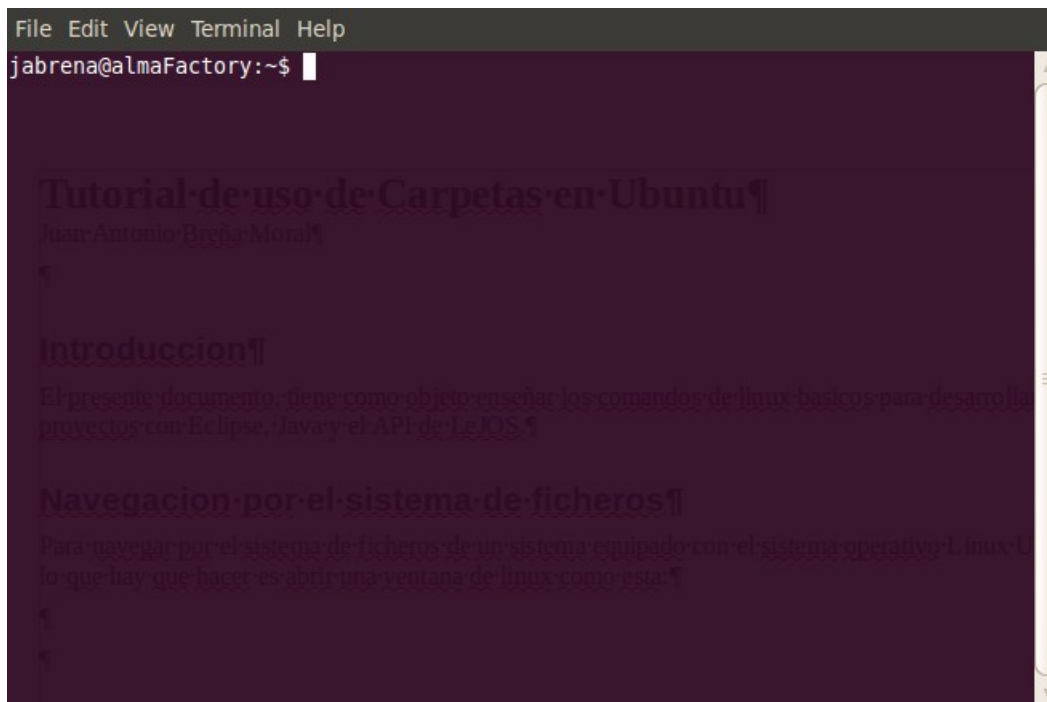 File Edit View Terminal Help
jabrena@almaFactory:~$
Tutorial·de·uso·de·Carpetas·en·Ubuntu¶
Juan·Antonio·Breña·Moral¶
¶
Introduccion¶
El·presente·documento,·tiene·como·objeto·enseñar·los·comandos·de·linux·basicos·para·desarrolla
proyectos·con·Eclipse,·Java·y·el·API·de·LeJOS.¶
Navegacion·por·el·sistema·de·ficheros¶
Para·navegar·por·el·sistema·de·ficheros·de·un·sistema·equipado·con·el·sistema·operativo·Linux·U
lo·que·hay·que·hacer·es·abrir·una·ventana·de·linux·como·esta:¶
¶
¶